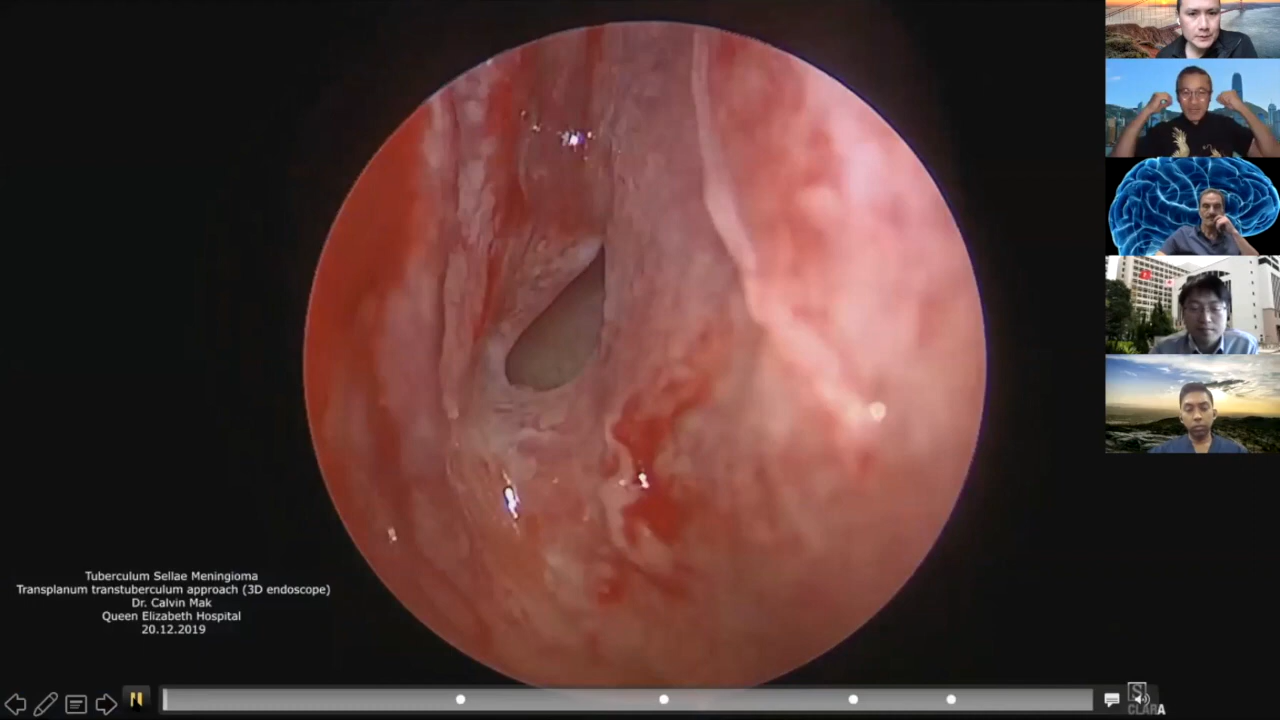 Tuberculum Sellae Meningioma
Transplanum transtuberculum approach (3D endoscope)
Dr. Calvin Mak
Queen Elizabeth Hospital
20.12.2019
S
CLARA